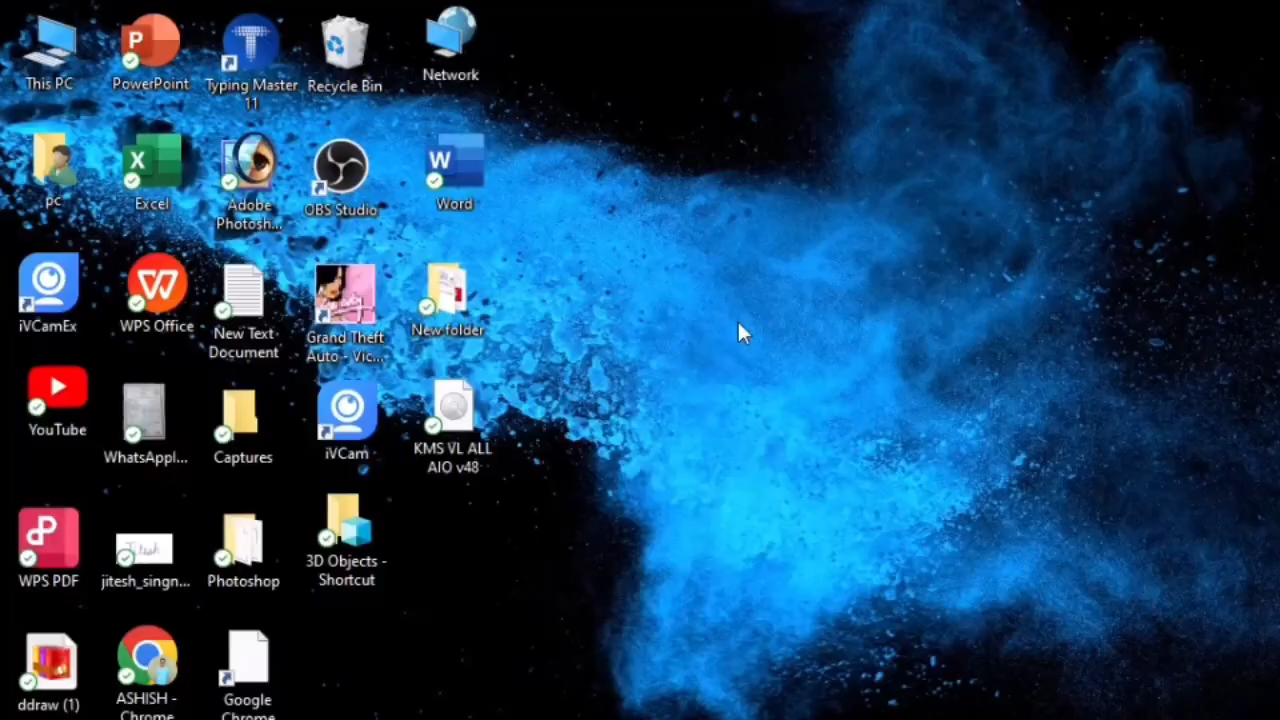 This PC
PowerPoint
Typing Master
11
Recycle Bin
Network
pc
Excel
Adobe
Photosh...
OBS Studio
Word
iVCamEx
WPS Office
New Text
Document
Grand Theft
Auto - Vic...
New folder
YouTube
WhatsAppI...
Captures
iVCam
KMS VL ALL
AIO v48
WPS PDF
jitesh_singn...
Photoshop
3D Objects -
Shortcut
ddraw (1)
ASHISH -
Chrome
Google
Chrome